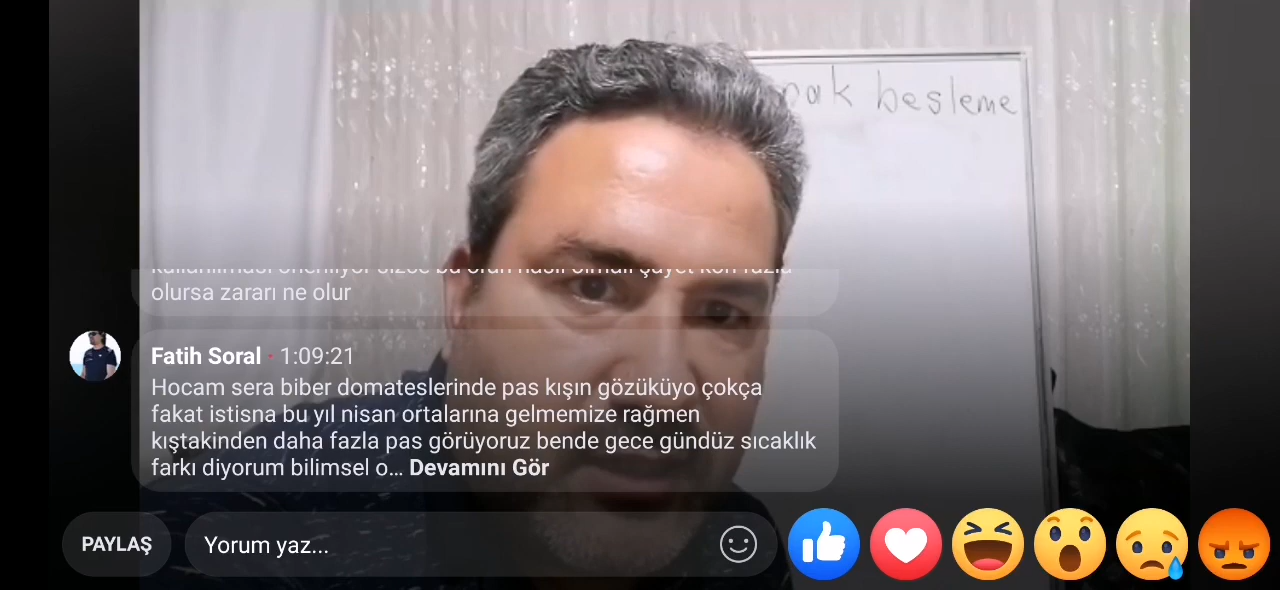 besleme
olursa zararı ne olur
Fatih Soral · 1:09:21
Hocam sera biber domateslerinde pas kışın gözüküyo çokça
fakat istisna bu yıl nisan ortalarına gelmemize rağmen
kıştakinden daha fazla pas görüyoruz bende gece gündüz sıcaklık
farkı diyorum bilimsel o... Devamını Gör
PAYLAŞ
Yorum yaz...